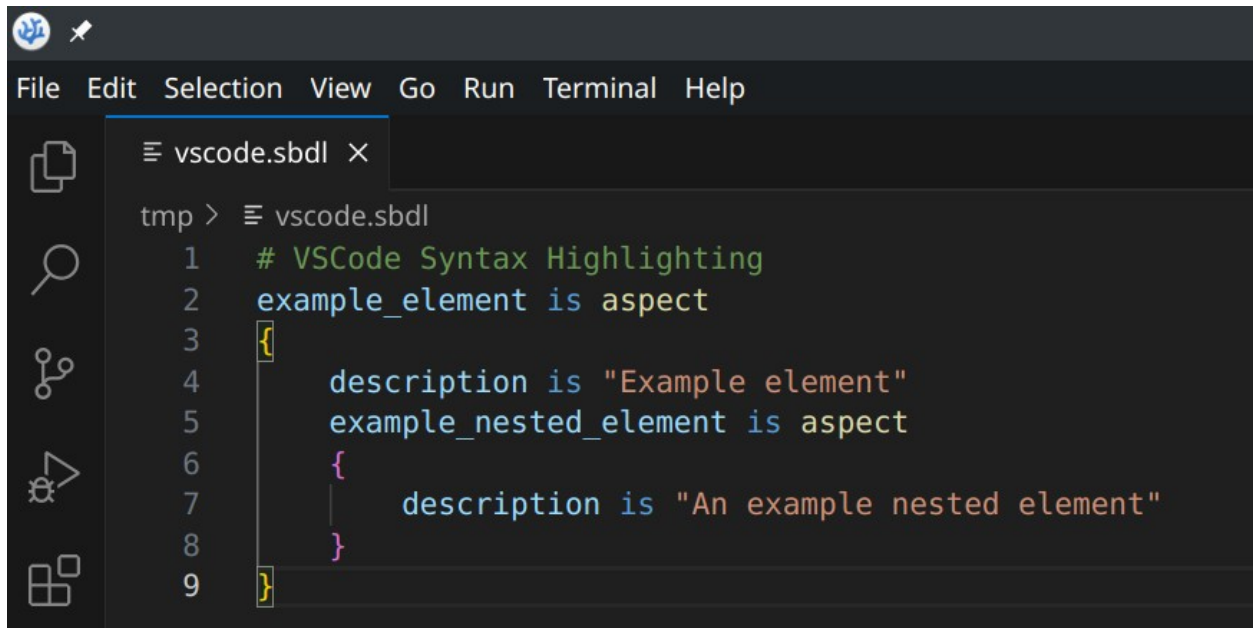 File Edit Selection View Go Run Terminal Help
vscode.sbdl
tmp > vscode.sbdl
1 # VSCode Syntax Highlighting
2 example_element is aspect
3 {
4     description is "Example element"
5     example_nested_element is aspect
6     {
7         description is "An example nested element"
8     }
9 }